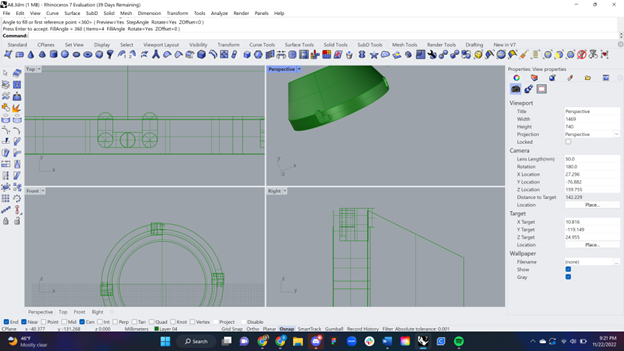 A8.3dm (1 MB) - Rhinoceros 7 Evaluation (39 Days Remaining)
File Edit View Curve Surface SubD Solid Mesh Dimension Transform Tools Analyze Render Panels Help
Angle to fill or first reference point <360> ( Preview=Yes StepAngle Rotate=Yes ZOffset=0 )
Press Enter to accept ( FillAngle = 360 ( Items=4 FillAngle Rotate=Yes ZOffset=0 )
Command:
Standard CPlanes Set View Display Select Viewport Layout Visibility Transform Curve Tools Surface Tools Solid Tools SubD Tools Mesh Tools Render Tools Drafting New in V7
Top
Perspective
Front
Right
Properties: View properties
Viewport
Title Perspective
Width 1469
Height 740
Projection Perspective
Locked
Camera
Lens Length(mm) 50.0
Rotation 180.0
X Location 27.296
Y Location -76.882
Z Location 159.755
Distance to Target 142.229
Location Place...
Target
X Target 10.816
Y Target -119.149
Z Target 24.955
Location Place...
Wallpaper
Filename (none)
Show
Gray
Perspective Top Front Right
End Near Point Mid Cen Int Perp Tan Quad Knot Vertex Project Disable
CPlane x -40.377 y -131.268 z 0.000 Millimeters Layer 04 Grid Snap Ortho Planar Osnap SmartTrack Gumball Record History Filter Absolute tolerance: 0.001
46°F
Mostly clear
Search
9:21 PM
11/22/2022